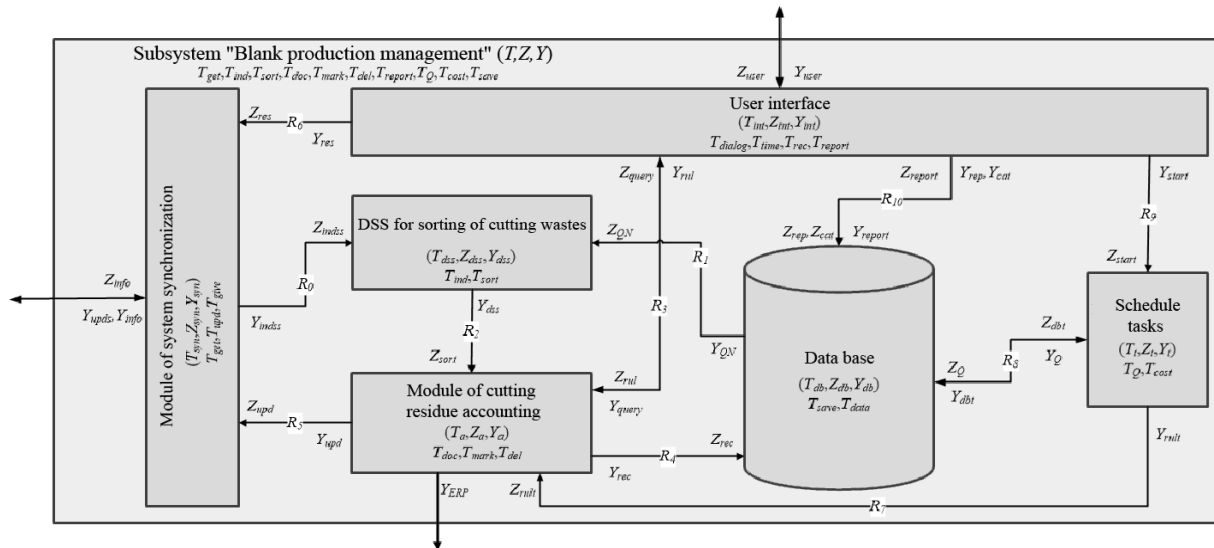 Subsystem "Blank production management" (T,Z,Y)
T_get,T_ind,T_sort,T_doc,T_mark,T_del,T_report,T_Q,T_cost,T_save
Z_user
Y_user
User interface
(T_int,Z_int,Y_int)
T_dialog,T_time,T_rec,T_report
Z_res
R_6
Y_res
Z_query
Y_rul
Z_report
Y_rep,Y_cat
Y_start
R_10
R_9
Z_indss
DSS for sorting of cutting wastes
(T_dss,Z_dss,Y_dss)
T_ind,T_sort
Z_QN
R_1
Z_rep,Z_cat
Y_report
Z_start
Z_info
Y_upds,Y_info
Module of system synchronization
(T_syn,Z_syn,Y_syn)
T_get,T_upd,T_give
R_0
Y_indss
Y_dss
R_2
Z_sort
R_3
Y_QN
Data base
(T_db,Z_db,Y_db)
T_save,T_data
Z_dbt
Y_Q
R_8
Z_Q
Y_dbt
Schedule
tasks
(T_t,Z_t,Y_t)
T_Q,T_cost
Z_upd
R_5
Y_upd
Module of cutting
residue accounting
(T_a,Z_a,Y_a)
T_doc,T_mark,T_del
Z_rul
Y_query
Z_rec
R_4
Y_rec
Y_rult
Y_ERP
Z_rult
R_7